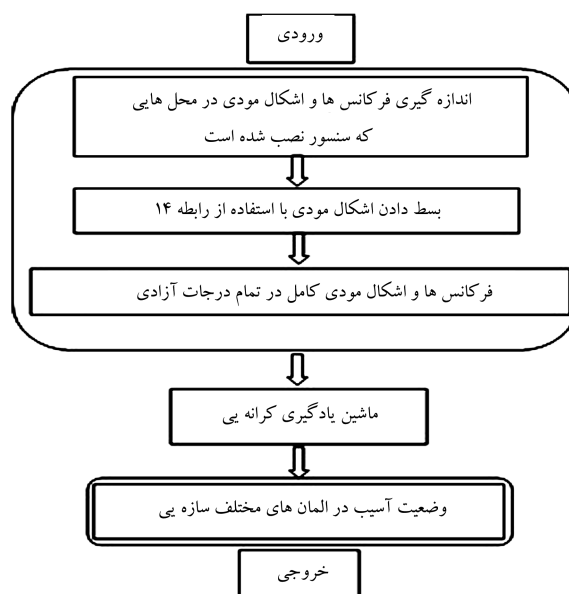 ورودی
اندازه گیری فرکانس ها و اشکال مودی در محل هایی
که سنسور نصب شده است
بسط دادن اشکال مودی با استفاده از رابطه ۱۴
فرکانس ها و اشکال مودی کامل در تمام درجات آزادی
ماشین یادگیری کرانه یی
وضعیت آسیب در المان های مختلف سازه یی
خروجی